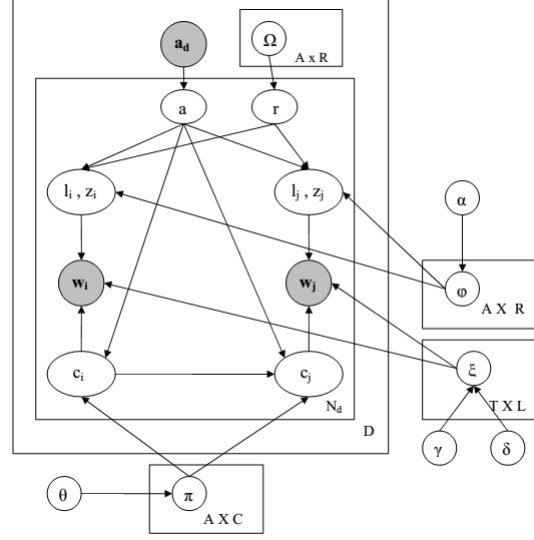 a_d
Ω
A x R
a
r
l_i , z_i
l_j , z_j
α
w_i
w_j
φ
A X R
c_i
c_j
ξ
N_d
T X L
D
γ
δ
θ
π
A X C